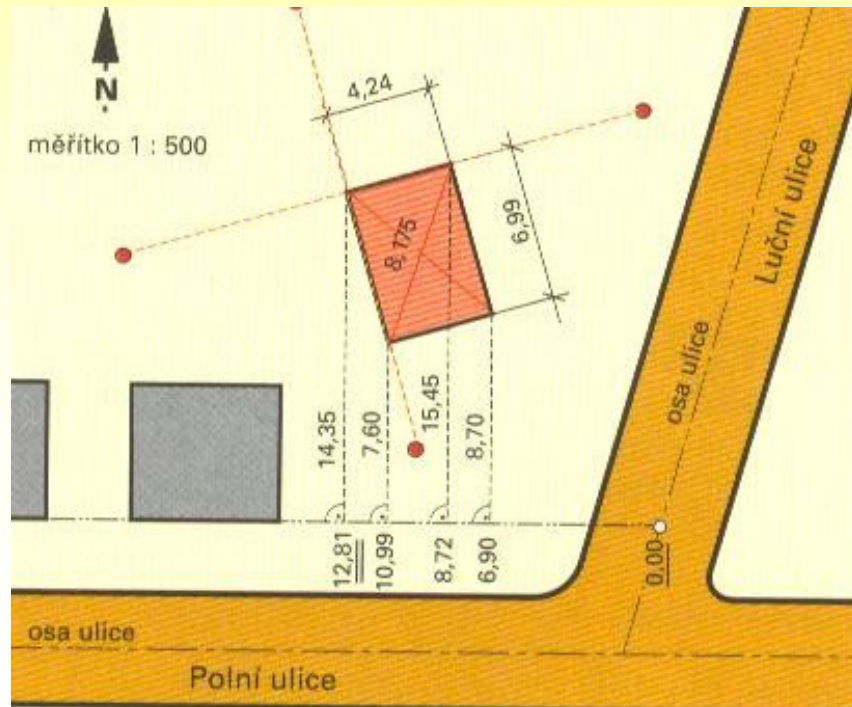 N
měřítko 1 : 500
4,24
6,99
8,175
Luční ulice
osa ulice
14,35
7,60
15,45
8,70
12,81
10,99
8,72
6,90
0,00
osa ulice
Polní ulice